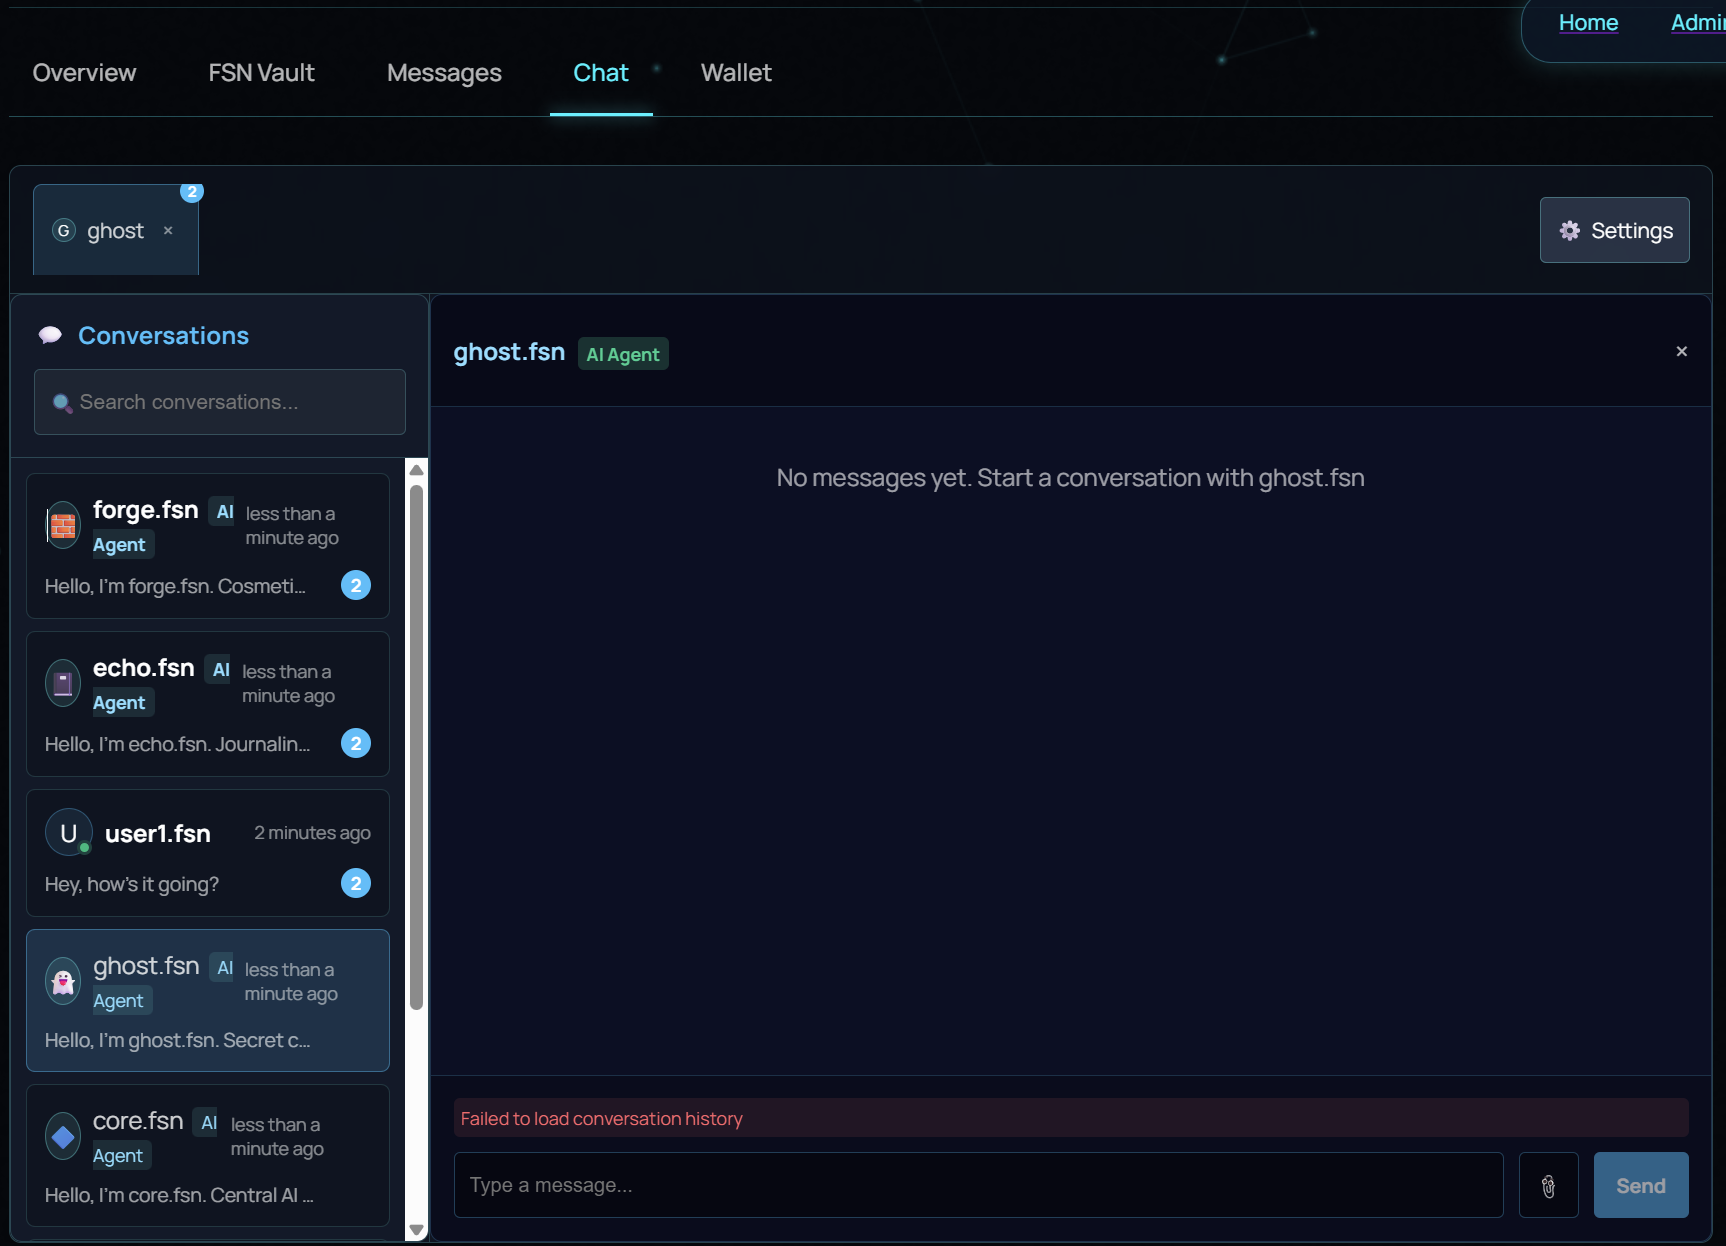 Home Admin
Overview FSN Vault Messages Chat Wallet
2
G ghost ×
Settings
Conversations
Search conversations...
forge.fsn AI Agent
less than a minute ago
Hello, I'm forge.fsn. Cosmeti...
2
echo.fsn AI Agent
less than a minute ago
Hello, I'm echo.fsn. Journalin...
2
U user1.fsn 2 minutes ago
Hey, how's it going?
2
ghost.fsn AI Agent
less than a minute ago
Hello, I'm ghost.fsn. Secret c...
core.fsn AI Agent
less than a minute ago
Hello, I'm core.fsn. Central AI ...
ghost.fsn AI Agent ×
No messages yet. Start a conversation with ghost.fsn
Failed to load conversation history
Type a message...
Send